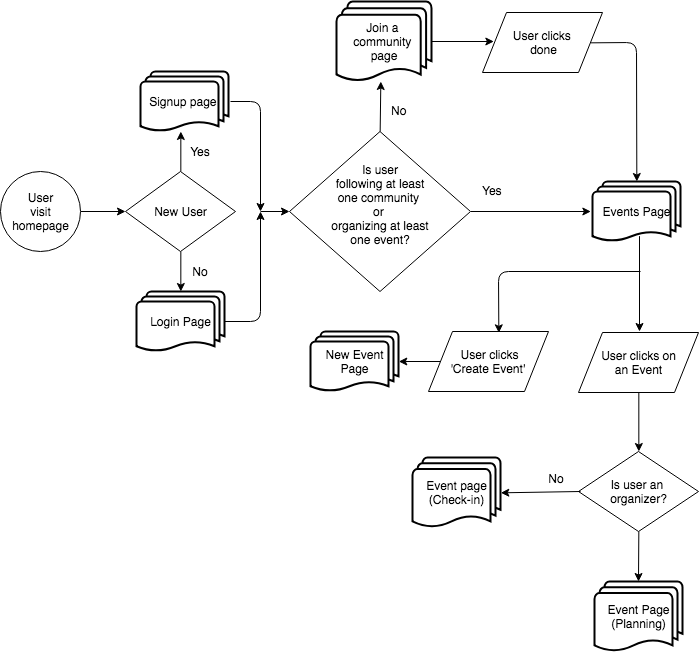 Join a
community
page
User clicks
done
Signup page
No
Yes
Is user
following at least
one community
or
organizing at least
one event?
User
visit
homepage
New User
Yes
Events Page
No
Login Page
New Event
Page
User clicks
'Create Event'
User clicks on
an Event
Event page
(Check-in)
No
Is user an
organizer?
Event Page
(Planning)